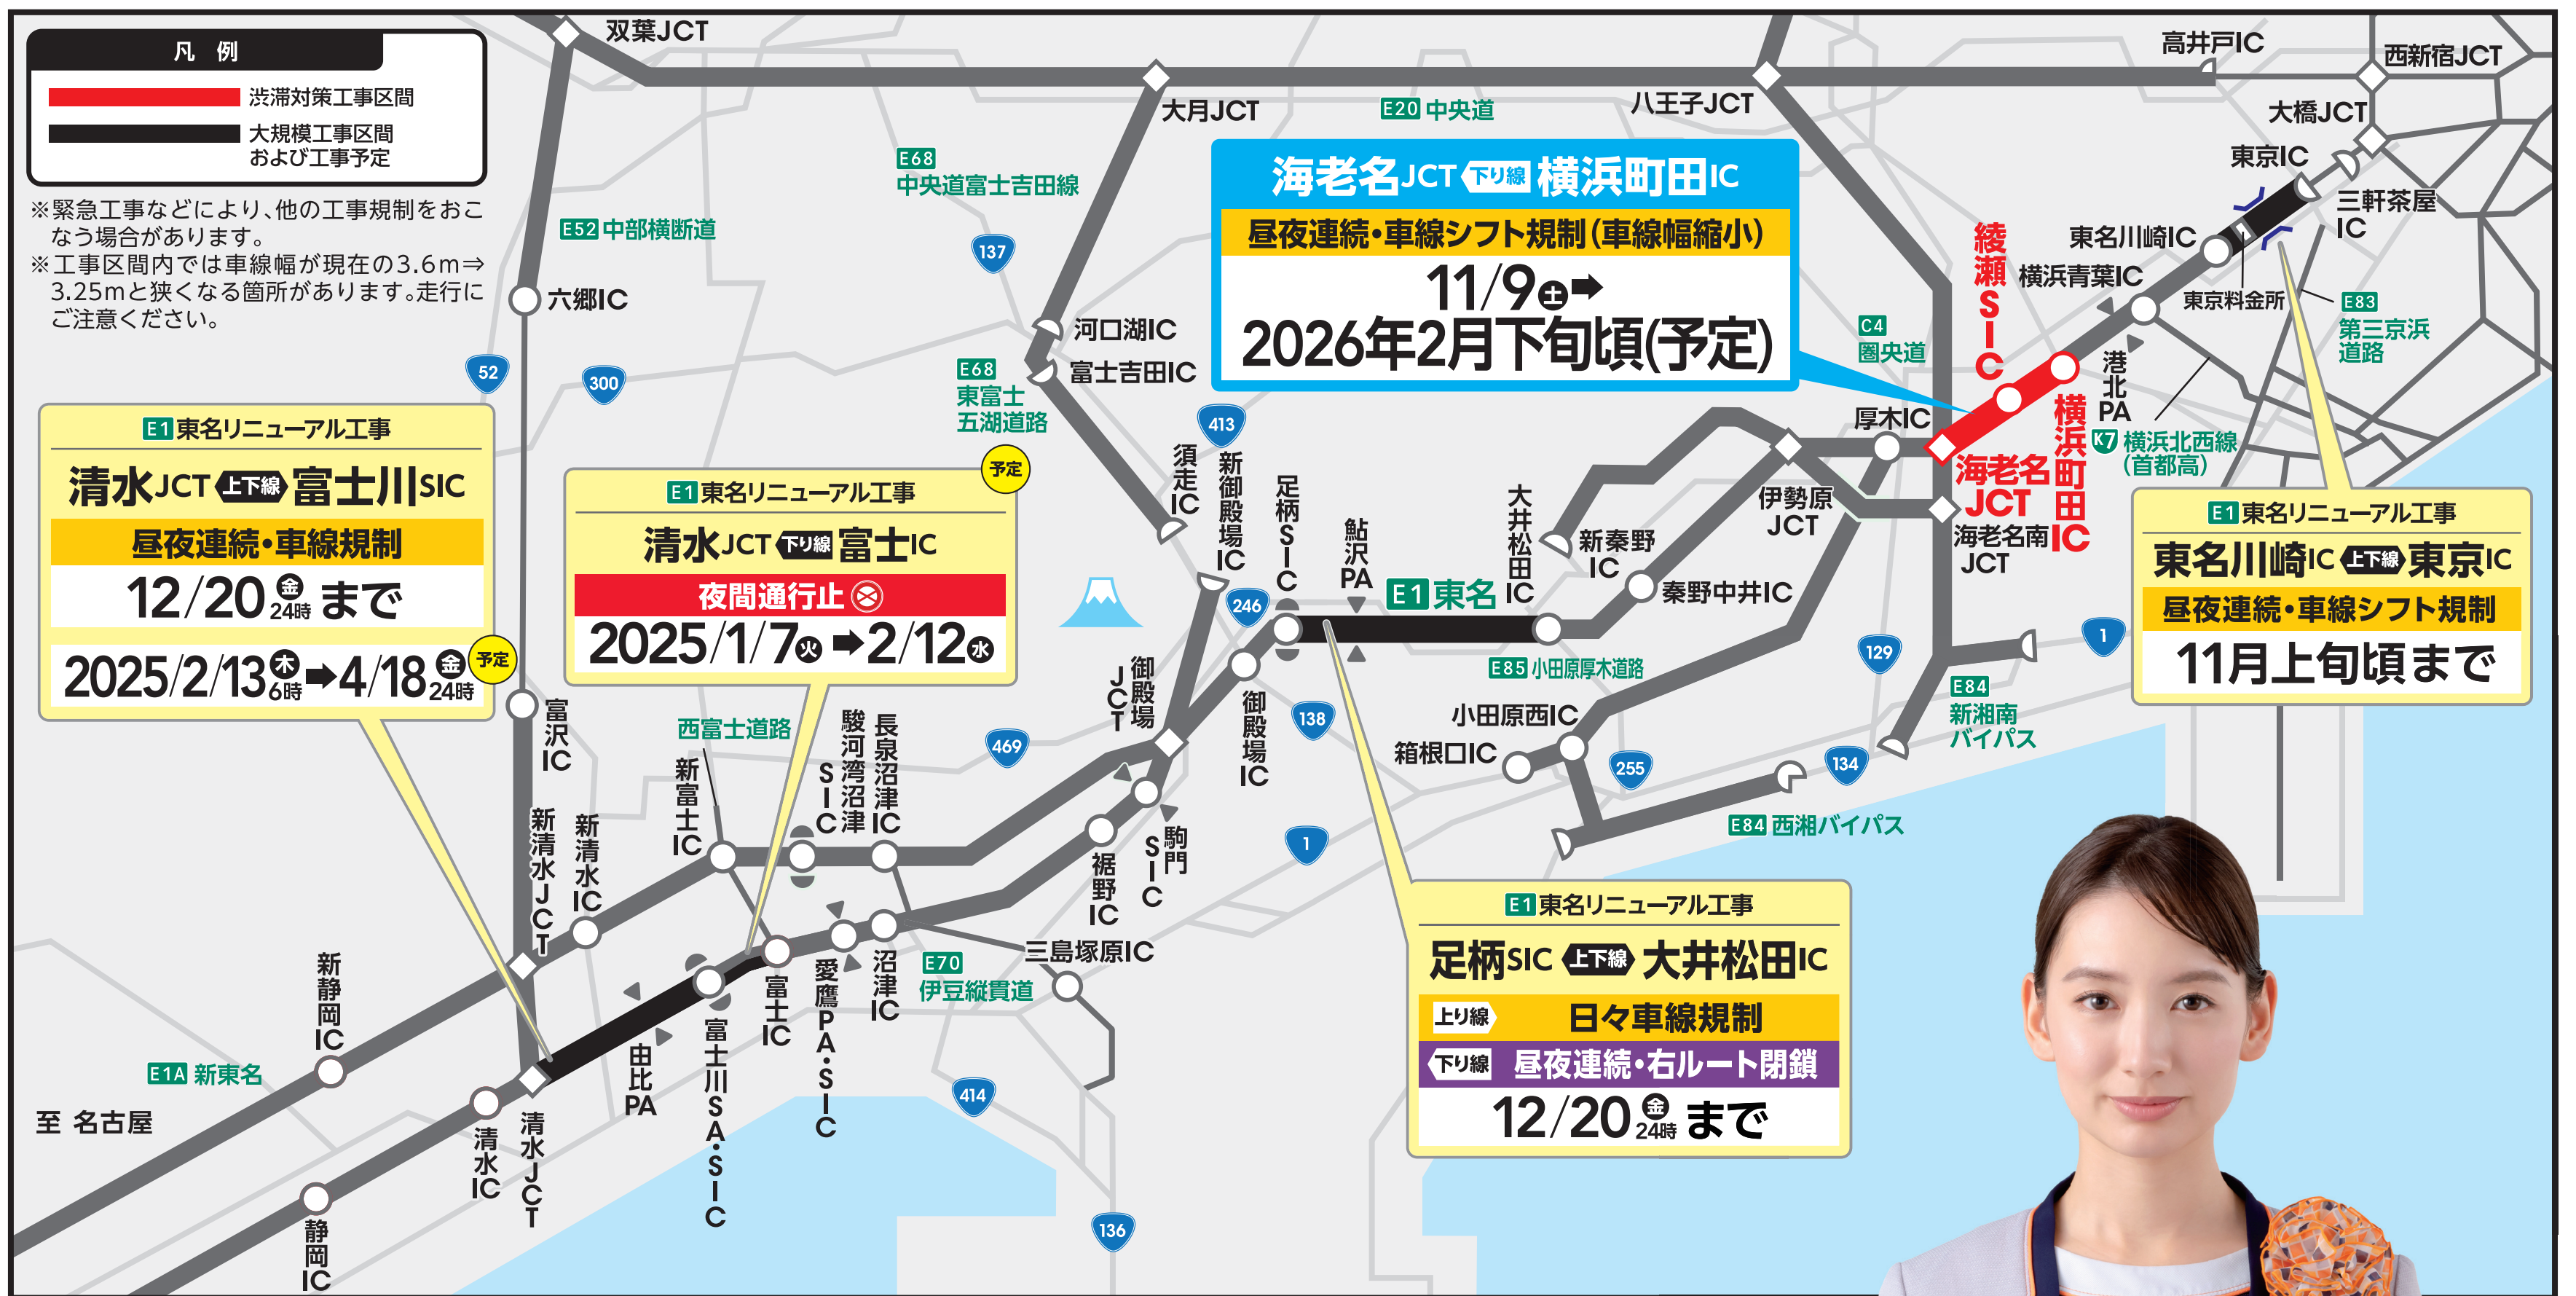 凡 例
渋滞対策工事区間
大規模工事区間
および工事予定
※緊急工事などにより、他の工事規制をおこ
なう場合があります。
※工事区間内では車線幅が現在の3.6m⇒
3.25mと狭くなる箇所があります。走行に
ご注意ください。
双葉JCT
大月JCT
E20 中央道
八王子JCT
高井戸IC
西新宿JCT
大橋JCT
東京IC
三軒茶屋
IC
東名川崎IC
横浜青葉IC
東京料金所
E83
第三京浜
道路
港北PA
K7 横浜北西線
(首都高)
綾瀬SIC
横浜町田IC
海老名
JCT
C4
圏央道
厚木IC
伊勢原
JCT
海老名南
JCT
E68
中央道富士吉田線
137
E52 中部横断道
六郷IC
52
300
河口湖IC
富士吉田IC
E68
東富士
五湖道路
413
須走IC
新御殿場IC
足柄SIC
鮎沢PA
E1 東名
大井松田IC
新秦野
IC
秦野中井IC
246
E85 小田原厚木道路
129
1
E84
新湘南
バイパス
134
255
小田原西IC
箱根口IC
E84 西湘バイパス
138
1
御殿場JCT
御殿場IC
469
駒門SIC
裾野IC
西富士道路
新富士IC
駿河湾沼津SIC
長泉沼津IC
富沢IC
新清水JCT
新清水IC
三島塚原IC
E70
伊豆縦貫道
沼津IC
愛鷹PA・SIC
富士IC
富士川SA・SIC
由比PA
414
136
新静岡IC
E1A 新東名
至 名古屋
清水IC
清水JCT
静岡IC
海老名JCT 下り線 横浜町田IC
昼夜連続・車線シフト規制(車線幅縮小)
11/9土➡
2026年2月下旬頃(予定)
E1東名リニューアル工事
清水JCT 上下線 富士川SIC
昼夜連続・車線規制
12/20金24時 まで
2025/2/13木6時➡4/18金24時
予定
予定
E1東名リニューアル工事
清水JCT 下り線 富士IC
夜間通行止
2025/1/7火➡2/12水
E1東名リニューアル工事
東名川崎IC 上下線 東京IC
昼夜連続・車線シフト規制
11月上旬頃まで
E1東名リニューアル工事
足柄SIC 上下線 大井松田IC
上り線 日々車線規制
下り線 昼夜連続・右ルート閉鎖
12/20金24時 まで